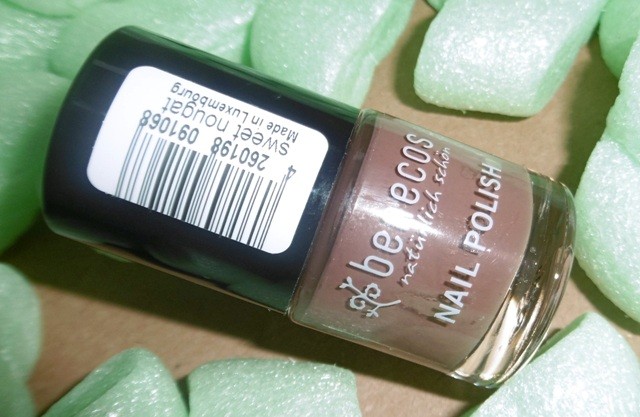 sweet nougat
Made in Luxembourg
4 260198 091068
benecos
natürlich schön
NAIL POLISH